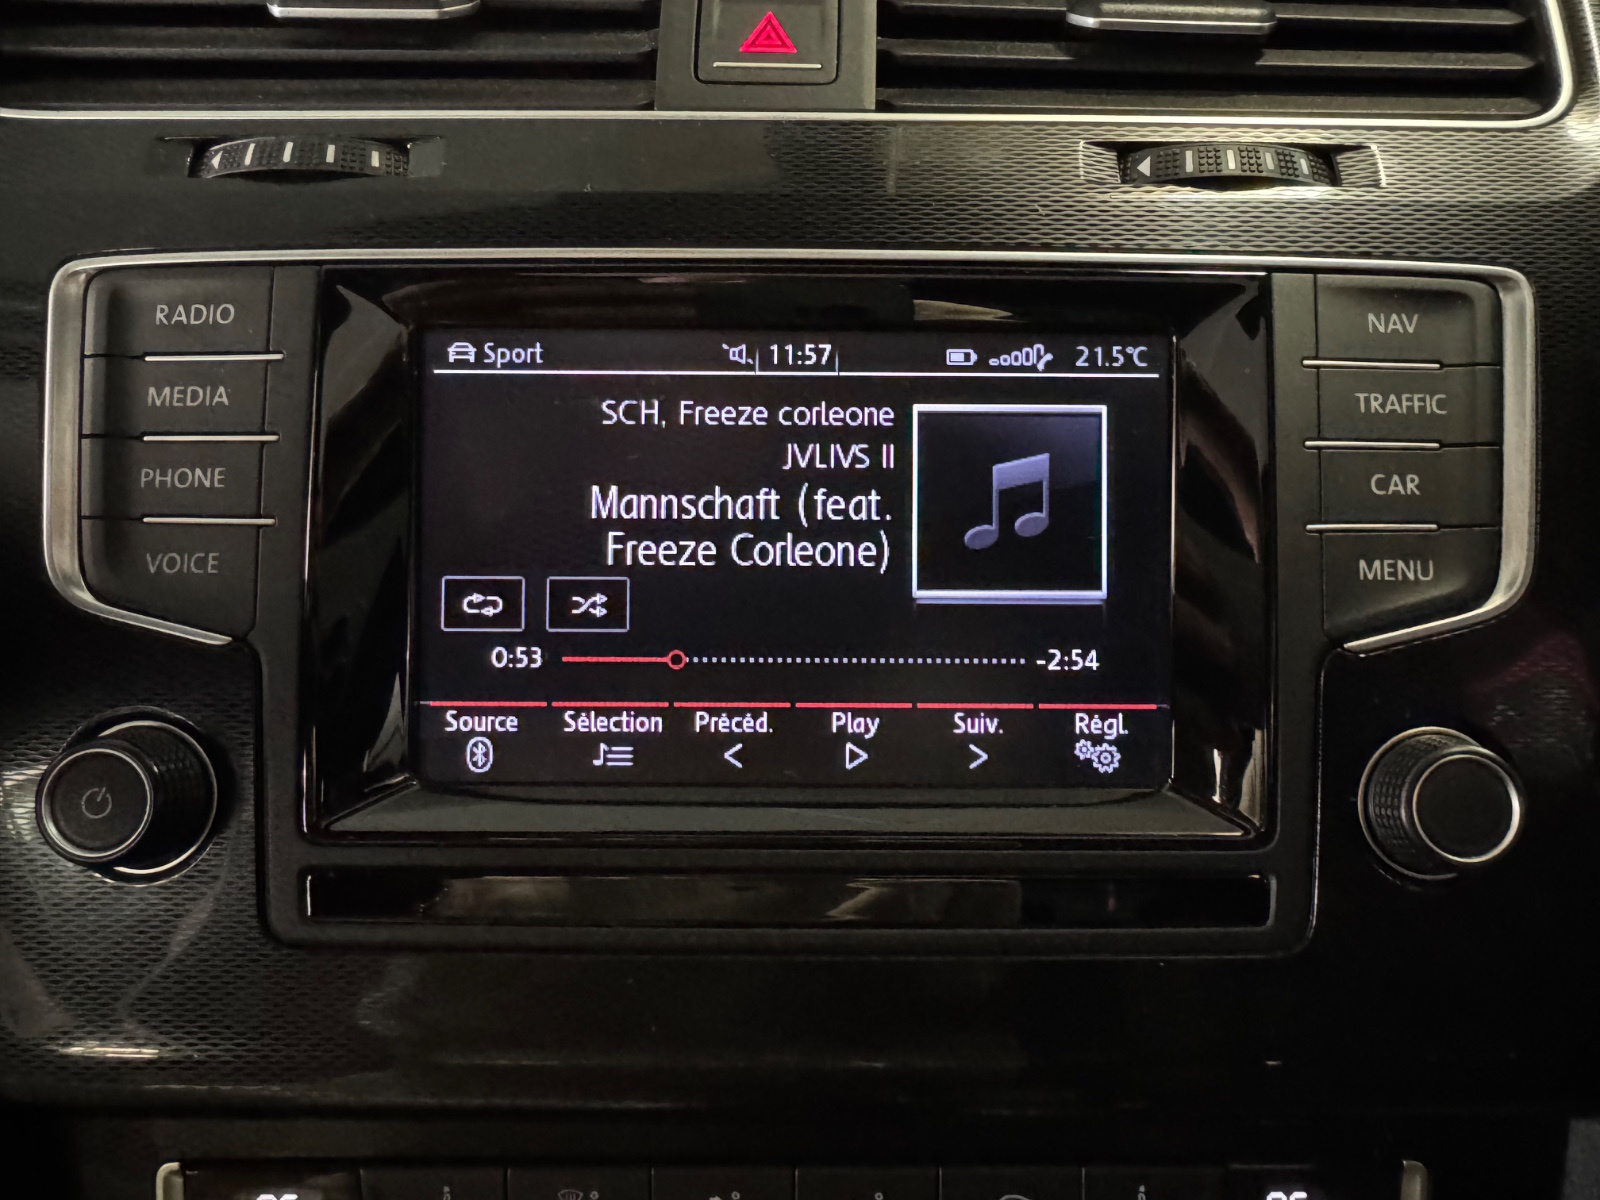 RADIO
MEDIA
PHONE
VOICE
NAV
TRAFFIC
CAR
MENU
Sport
11:57
21.5°C
SCH, Freeze corleone
JVLIVS II
Mannschaft (feat.
Freeze Corleone)
0:53
-2:54
Source
Sélection
Précéd.
Play
Suiv.
Régl.